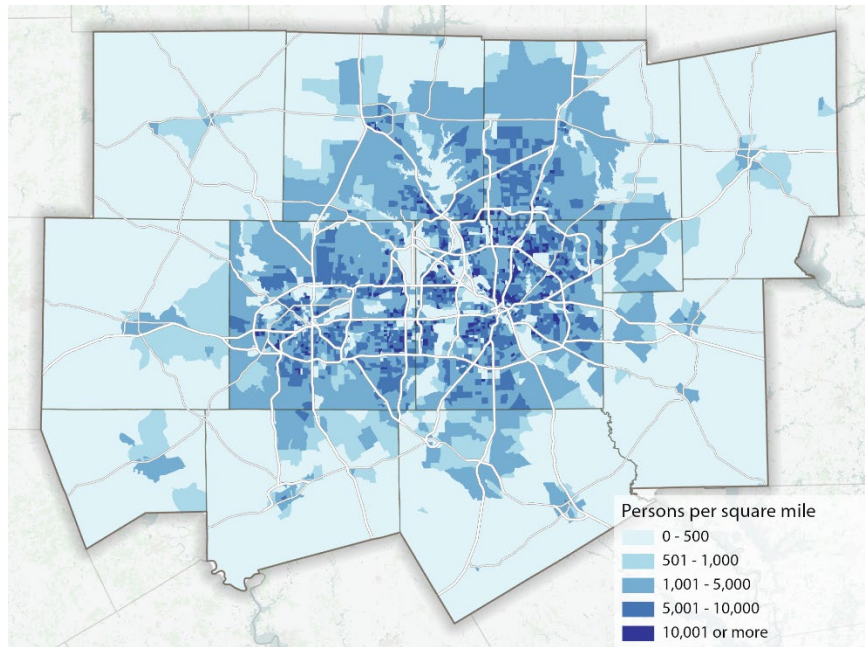 Persons per square mile
0 - 500
501 - 1,000
1,001 - 5,000
5,001 - 10,000
10,001 or more